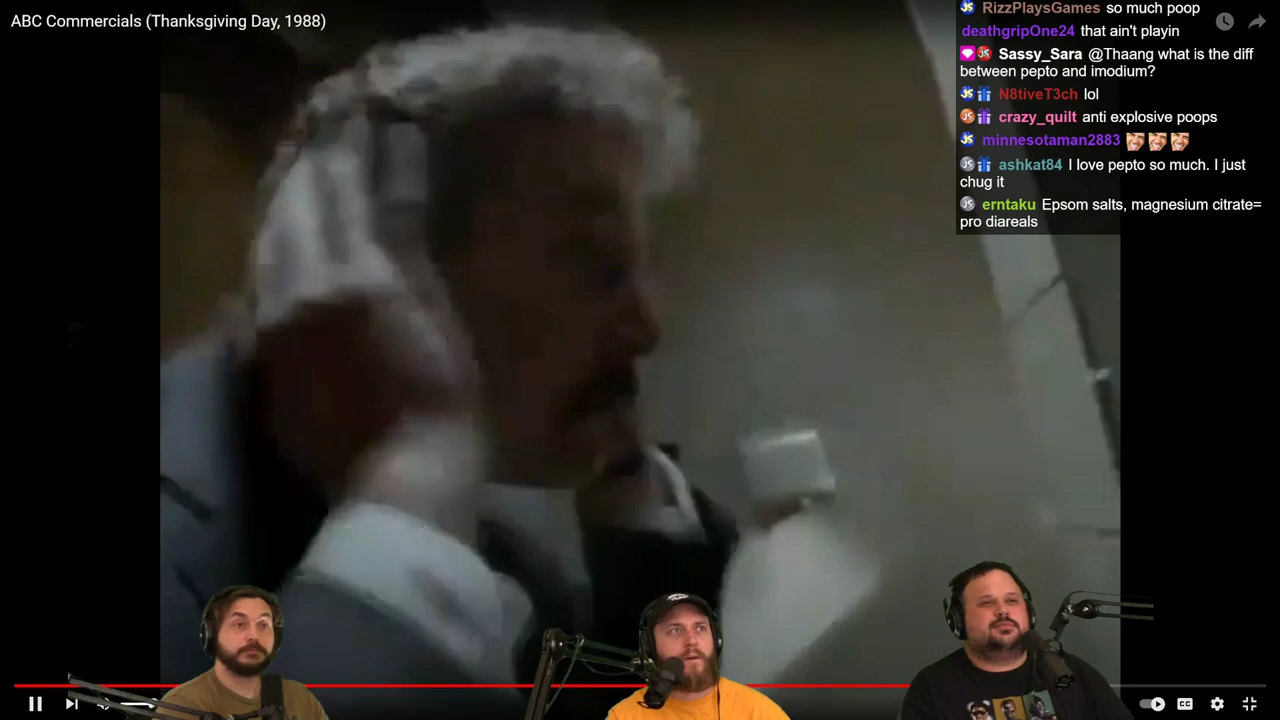 ABC Commercials (Thanksgiving Day, 1988)
RizzPlaysGames so much poop
deathgripOne24 that ain't playin
Sassy_Sara @Thaang what is the diff
between pepto and imodium?
N8tiveT3ch lol
crazy_quilt anti explosive poops
minnesotaman2883
ashkat84 I love pepto so much. I just
chug it
erntaku Epsom salts, magnesium citrate=
pro diareals